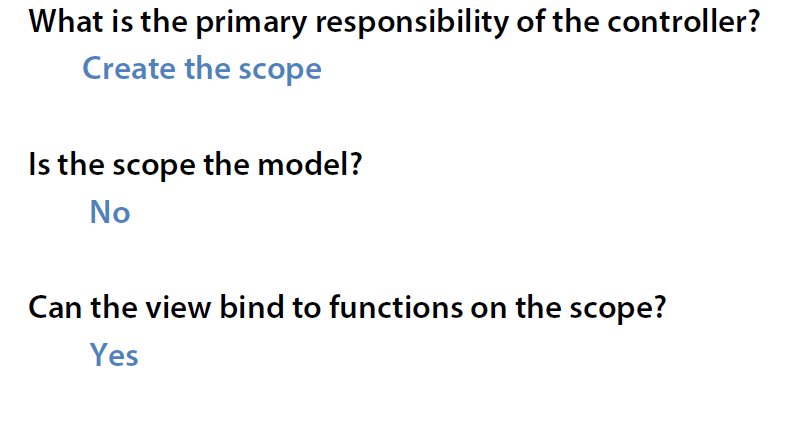 What is the primary responsibility of the controller?
Create the scope
Is the scope the model?
No
Can the view bind to functions on the scope?
Yes